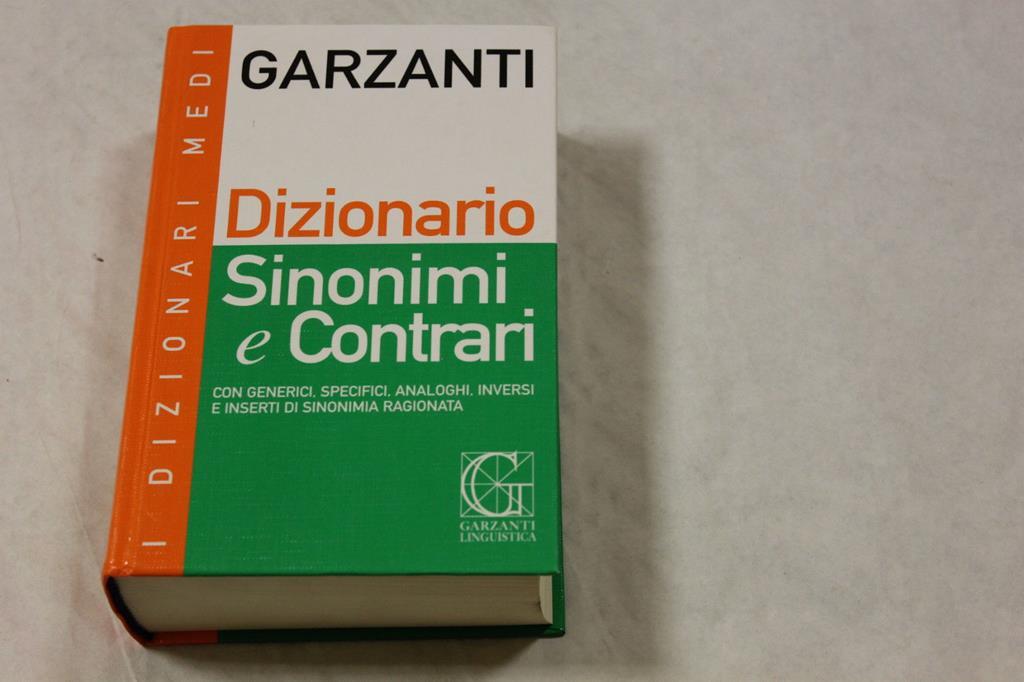 GARZANTI
Dizionario
Sinonimi
e Contrari
CON GENERICI, SPECIFICI, ANALOGHI, INVERSI
E INSERTI DI SINONIMIA RAGIONATA
G
GARZANTI
LINGUISTICA
I DIZIONARI MEDI